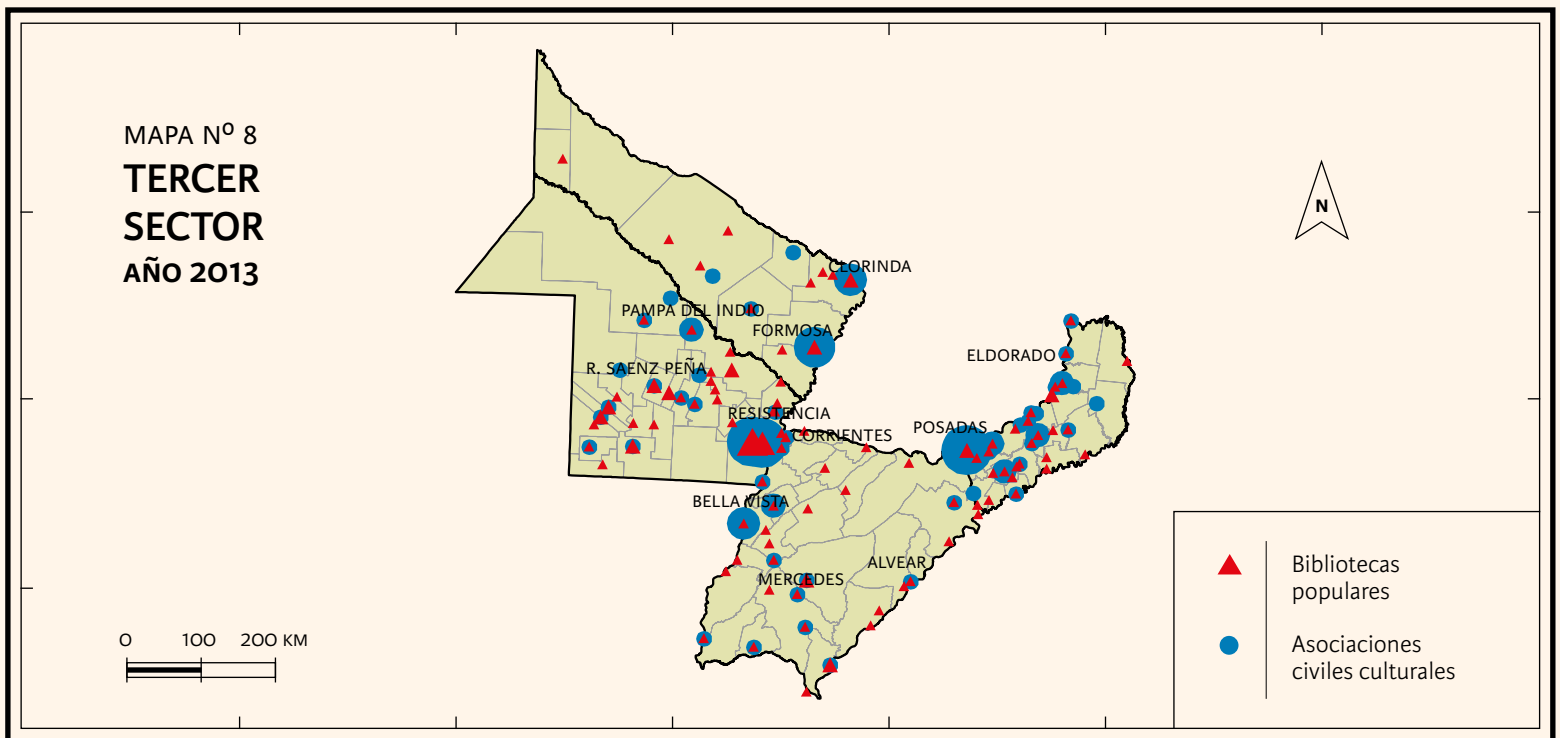 MAPA Nº 8
TERCER
SECTOR
AÑO 2013
N
CLORINDA
PAMPA DEL INDIO
FORMOSA
ELDORADO
R. SAENZ PEÑA
RESISTENCIA
POSADAS
CORRIENTES
BELLA VISTA
ALVEAR
MERCEDES
0 100 200 KM
Bibliotecas
populares
Asociaciones
civiles culturales